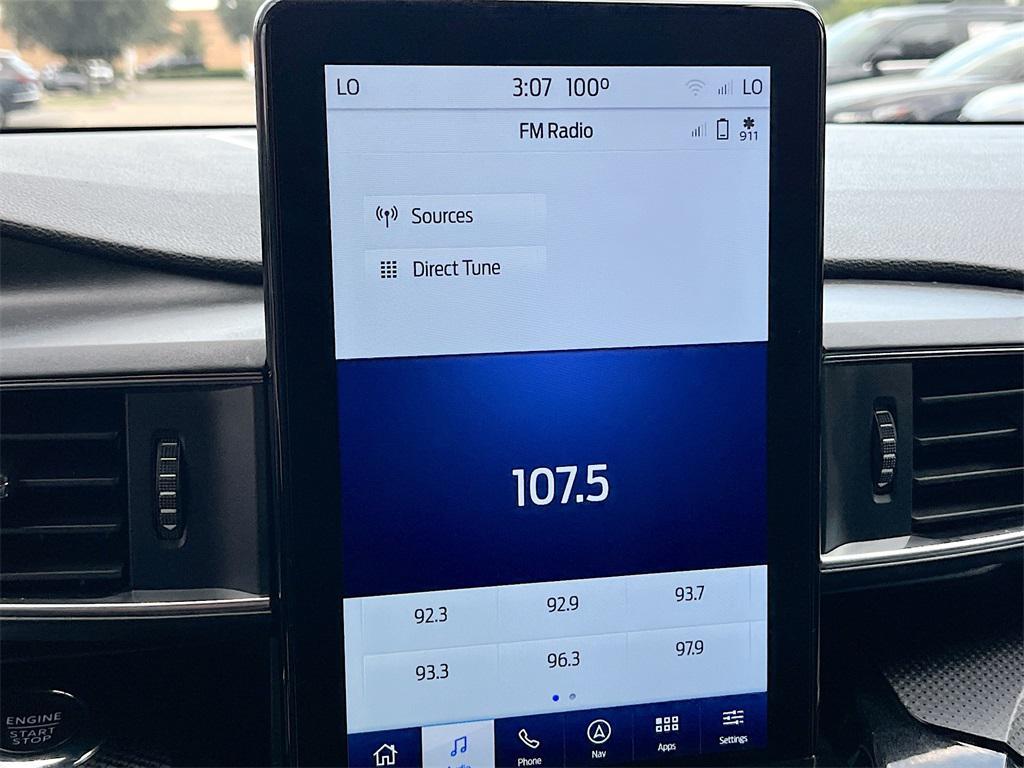 LO 3:07 100° LO
FM Radio 911
Sources
Direct Tune
107.5
92.3 92.9 93.7
93.3 96.3 97.9
ENGINE
START
STOP
Audio Phone Nav Apps Settings